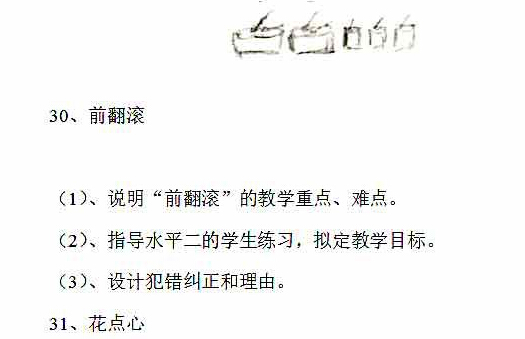 30、前翻滚
（1）、说明“前翻滚”的教学重点、难点。
（2）、指导水平二的学生练习，拟定教学目标。
（3）、设计犯错纠正和理由。
31、花点心